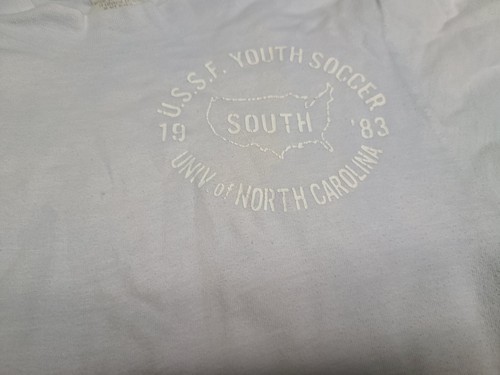 U.S.S.F. YOUTH SOCCER
19 SOUTH '83
UNIV. of NORTH CAROLINA